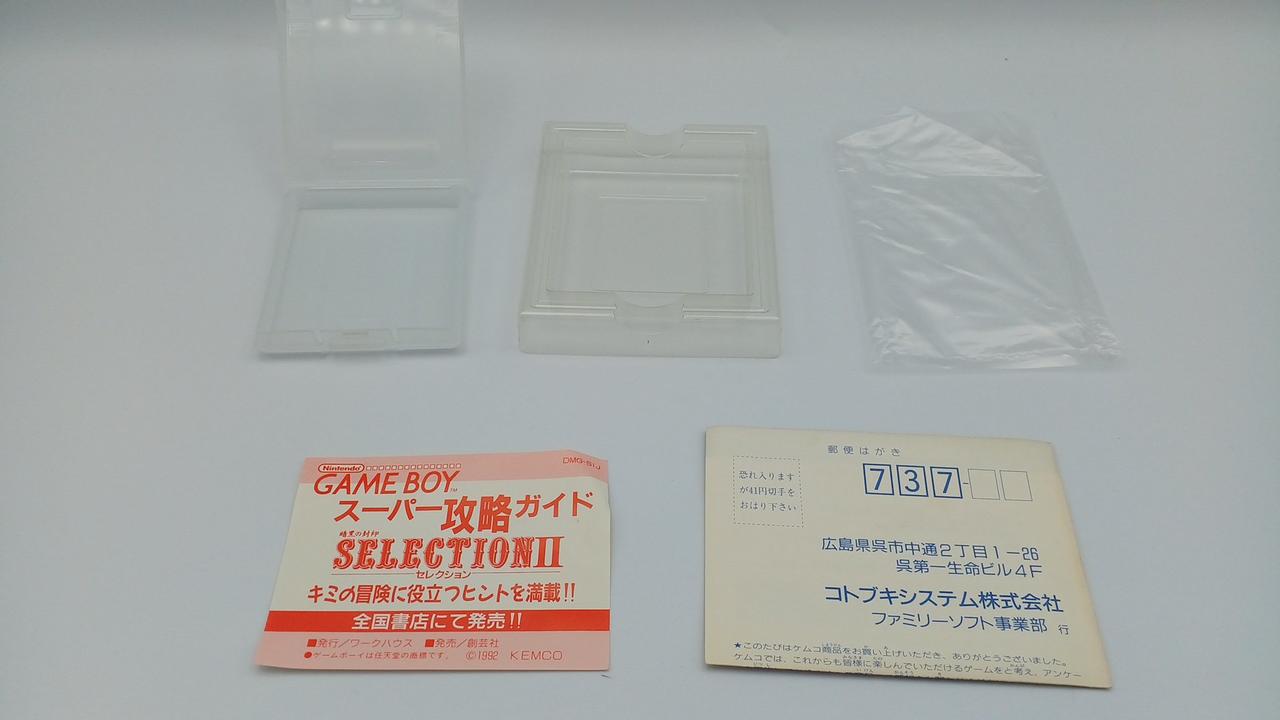 Nintendo
DMG-S1J
GAME BOY TM
スーパー攻略ガイド
暗黒の封印
SELECTION II
セレクション
キミの冒険に役立つヒントを満載!!
全国書店にて発売!!
■発行/ワークハウス ■発売/創芸社
●ゲームボーイは任天堂の商標です。 ©1992 KEMCO
郵便はがき
恐れ入ります
が41円切手を
おはり下さい
737-
広島県呉市中通2丁目1-26
呉第一生命ビル4F
コトブキシステム株式会社
ファミリーソフト事業部 行
★このたびはケムコ商品をお買い上げいただき、ありがとうございました。
ケムコでは、これからも皆様に楽しんでいただけるゲームをと考え、アンケー